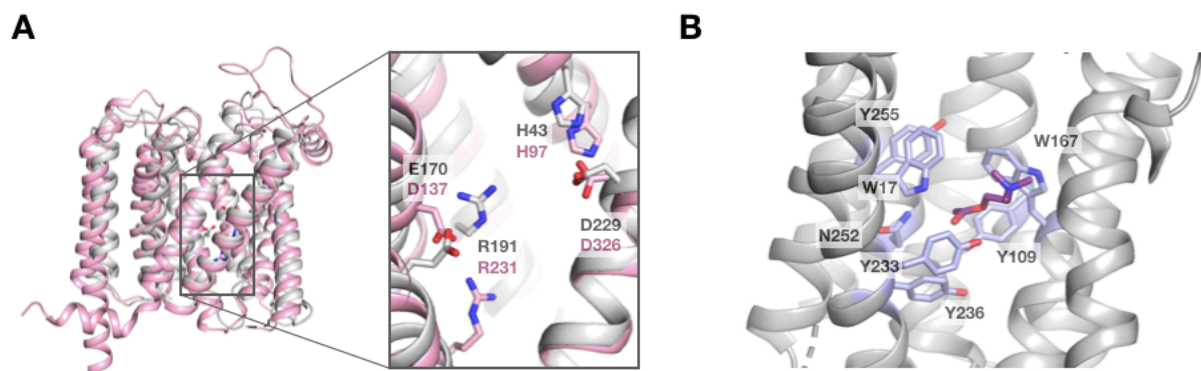 A
B
H43
H97
E170
D137
R191
R231
D229
D326
Y255
W167
W17
N252
Y233
Y109
Y236